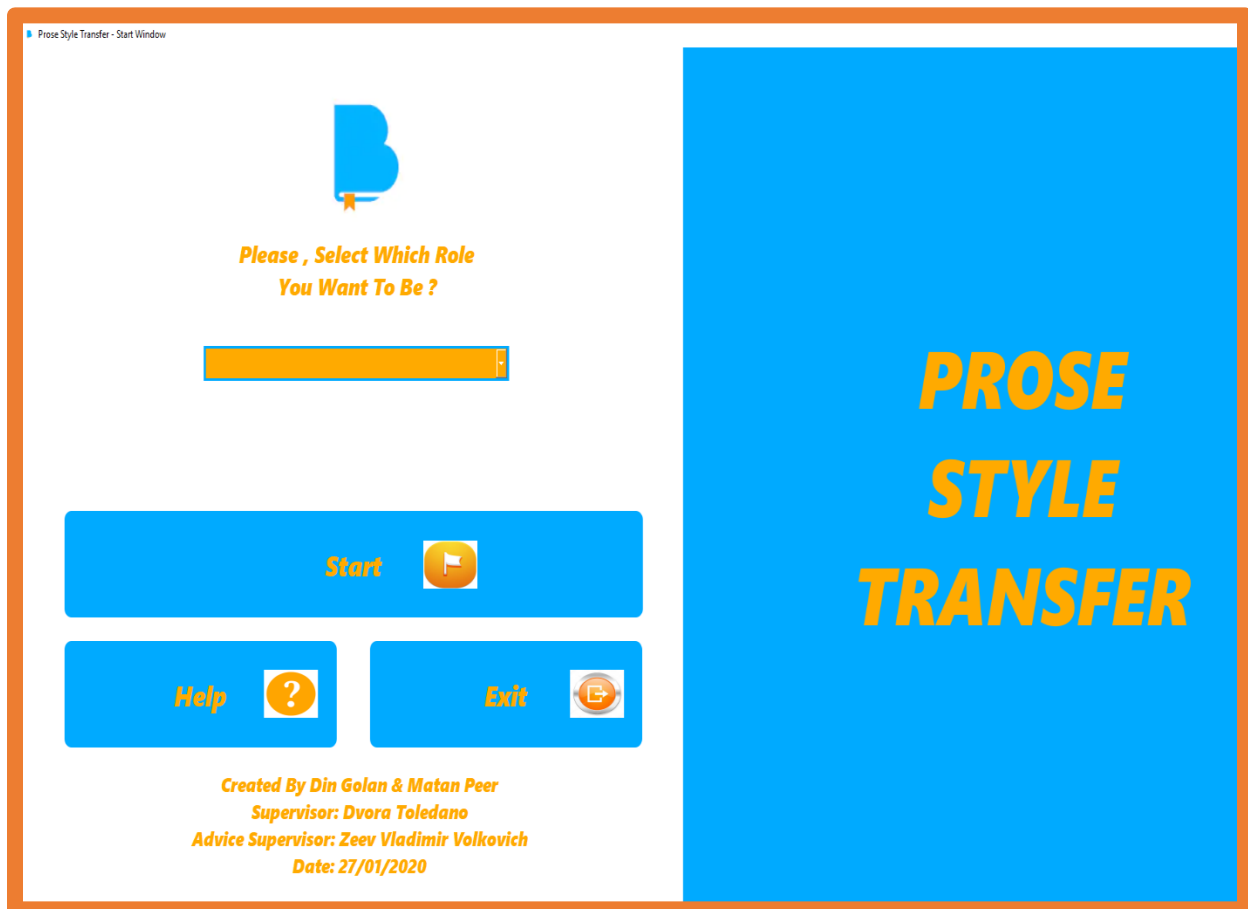 Prose Style Transfer - Start Window
Please , Select Which Role
You Want To Be ?
Start
Help
?
Exit
Created By Din Golan & Matan Peer
Supervisor: Dvora Toledano
Advice Supervisor: Zeev Vladimir Volkovich
Date: 27/01/2020
PROSE
STYLE
TRANSFER